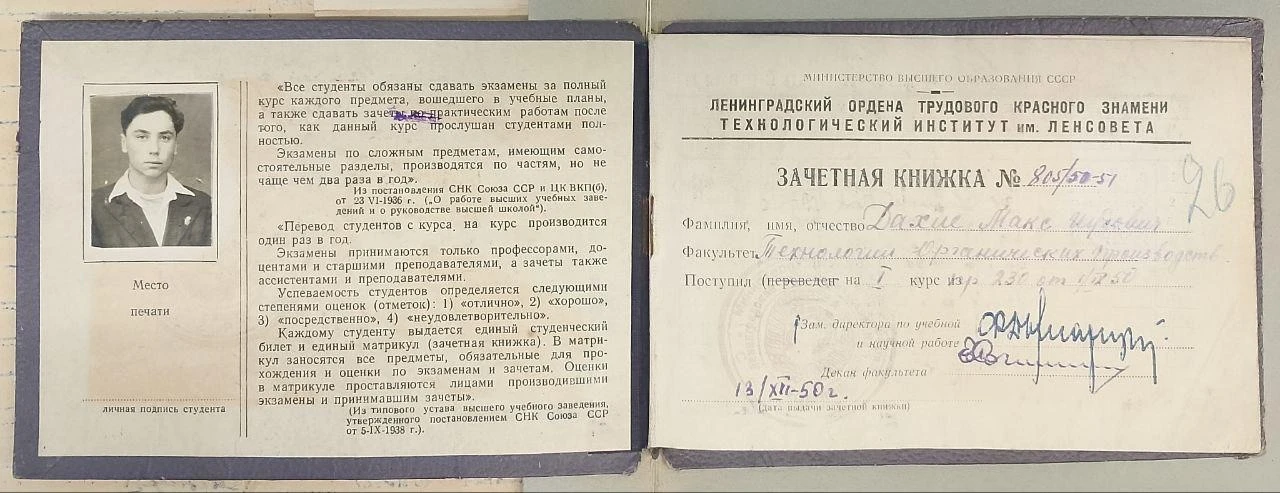 «Все студенты обязаны сдавать экзамены за полный
курс каждого предмета, вошедшего в учебные планы,
а также сдавать зачеты по практическим работам после
того, как данный курс прослушан студентами пол-
ностью.
Экзамены по сложным предметам, имеющим само-
стоятельные разделы, производятся по частям, но не
чаще чем два раза в год».
Из постановления СНК Союза ССР и ЦК ВКП(б),
от 23 VI-1936 г. („О работе высших учебных заве-
дений и о руководстве высшей школой").
«Перевод студентов с курса на курс производится
один раз в год.
Экзамены принимаются только профессорами, до-
центами и старшими преподавателями, а зачеты также
ассистентами и преподавателями.
Успеваемость студентов определяется следующими
степенями оценок (отметок): 1) «отлично», 2) «хорошо»,
3) «посредственно», 4) «неудовлетворительно».
Каждому студенту выдается единый студенческий
билет и единый матрикул (зачетная книжка). В матри-
кул заносятся все предметы, обязательные для про-
хождения и оценки по экзаменам и зачетам. Оценки
в матрикуле проставляются лицами производившими
экзамены и принимавшим зачеты».
(Из типового устава высшего учебного заведения,
утвержденного постановлением СНК Союза ССР
от 5-IX-1938 г.).
Место
печати
личная подпись студента
МИНИСТЕРСТВО ВЫСШЕГО ОБРАЗОВАНИЯ СССР
ЛЕНИНГРАДСКИЙ ОРДЕНА ТРУДОВОГО КРАСНОГО ЗНАМЕНИ
ТЕХНОЛОГИЧЕСКИЙ ИНСТИТУТ им. ЛЕНСОВЕТА
ЗАЧЕТНАЯ КНИЖКА № 805/50-51
26
Фамилия, имя, отчество Дахис Макс
Факультет Технологии Органических Производств
Поступил (переведен на I курс пр 230 от 1/IX 50
Зам. директора по учебной
и научной работе
Декан факультета
13/XII-50 г.
(дата выдачи зачетной книжки)